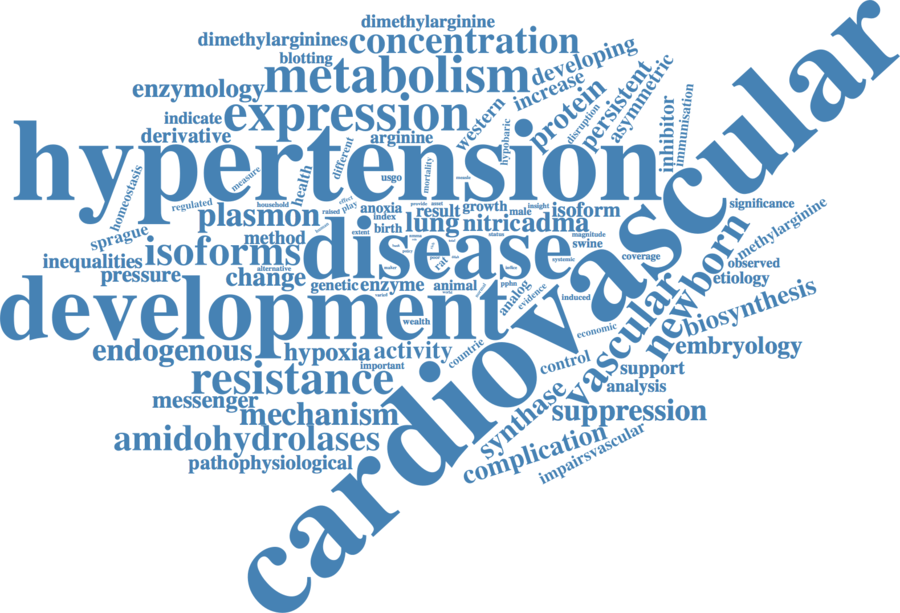 dimethylarginine
dimethylarginines
concentration
blotting
developing
metabolism
enzymology
increase
persistent
asymmetric
protein
disruption
western
expression
indicate
derivative
arginine
hypobaric
inhibitor
immunisation
hypertension
cardiovascular
different
health
measure
homeostasis
usgo
mortality
regulated
household
effect
play
raised
plasmon
anoxia
index
birth
provide
result
growth
male
insight
isoform
significance
sprague
method
extent
lung
nitric
adma
status
magnitude
swine
inequalities
isoforms
disease
rat
systemic
coverage
newborn
methylarginine
observed
etiology
pressure
change
alternative
genetic
enzyme
animal
pphn
analog
evidence
induced
development
wealth
vascular
biosynthesis
economic
endogenous
hypoxia
activity
important
countrie
control
embryology
support
analysis
resistance
messenger
mechanism
synthase
suppression
amidohydrolases
complication
impairsvascular
pathophysiological